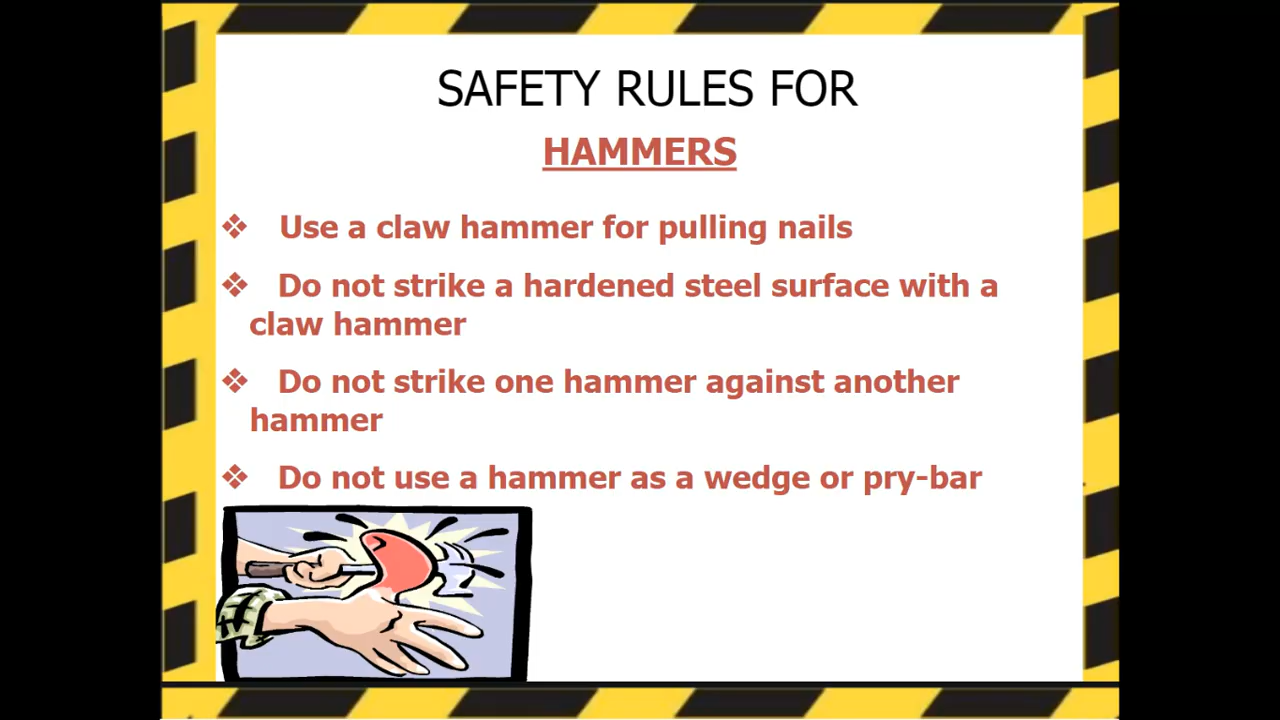 SAFETY RULES FOR
HAMMERS
❖ Use a claw hammer for pulling nails
❖ Do not strike a hardened steel surface with a
claw hammer
❖ Do not strike one hammer against another
hammer
❖ Do not use a hammer as a wedge or pry-bar